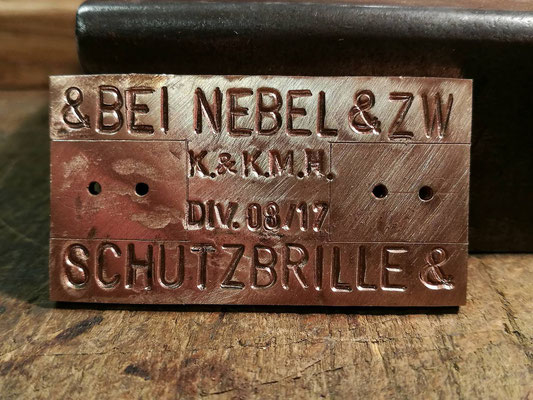 &BEI NEBEL & ZW
K.& K.M.H.
DIV. 08/17
SCHUTZBRILLE &